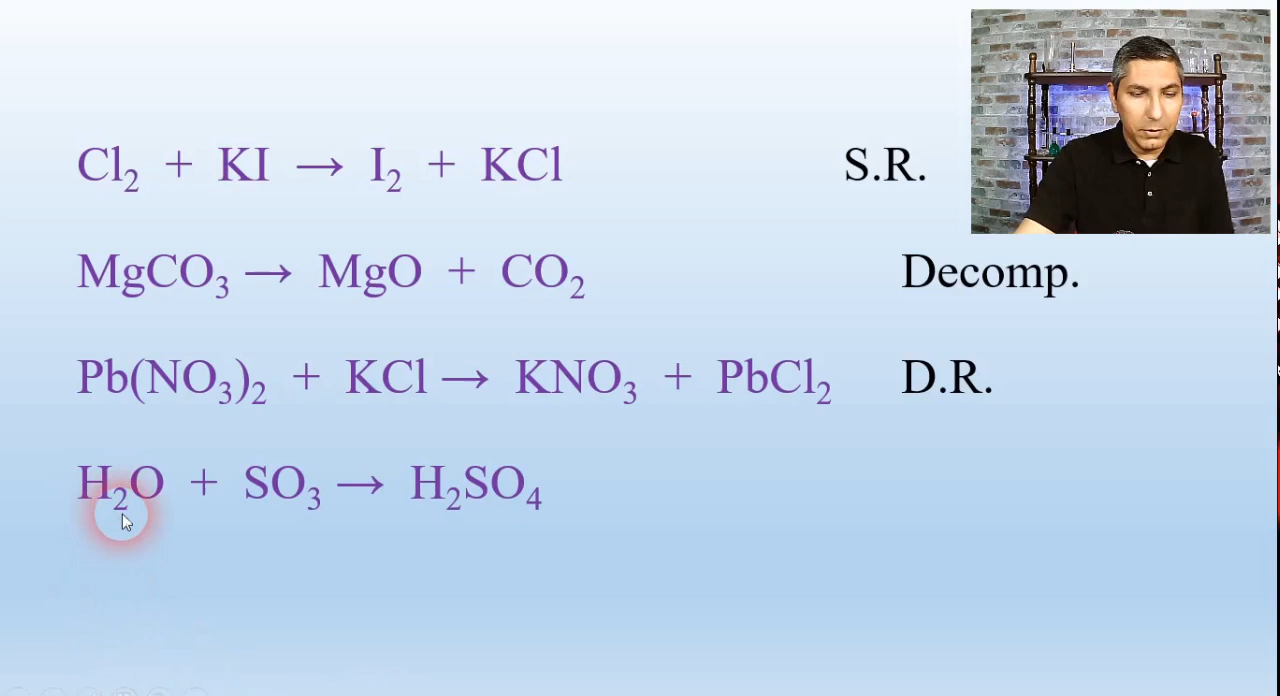 Cl₂ + KI → I₂ + KCl S.R.
MgCO₃ → MgO + CO₂ Decomp.
Pb(NO₃)₂ + KCl → KNO₃ + PbCl₂ D.R.
H₂O + SO₃ → H₂SO₄